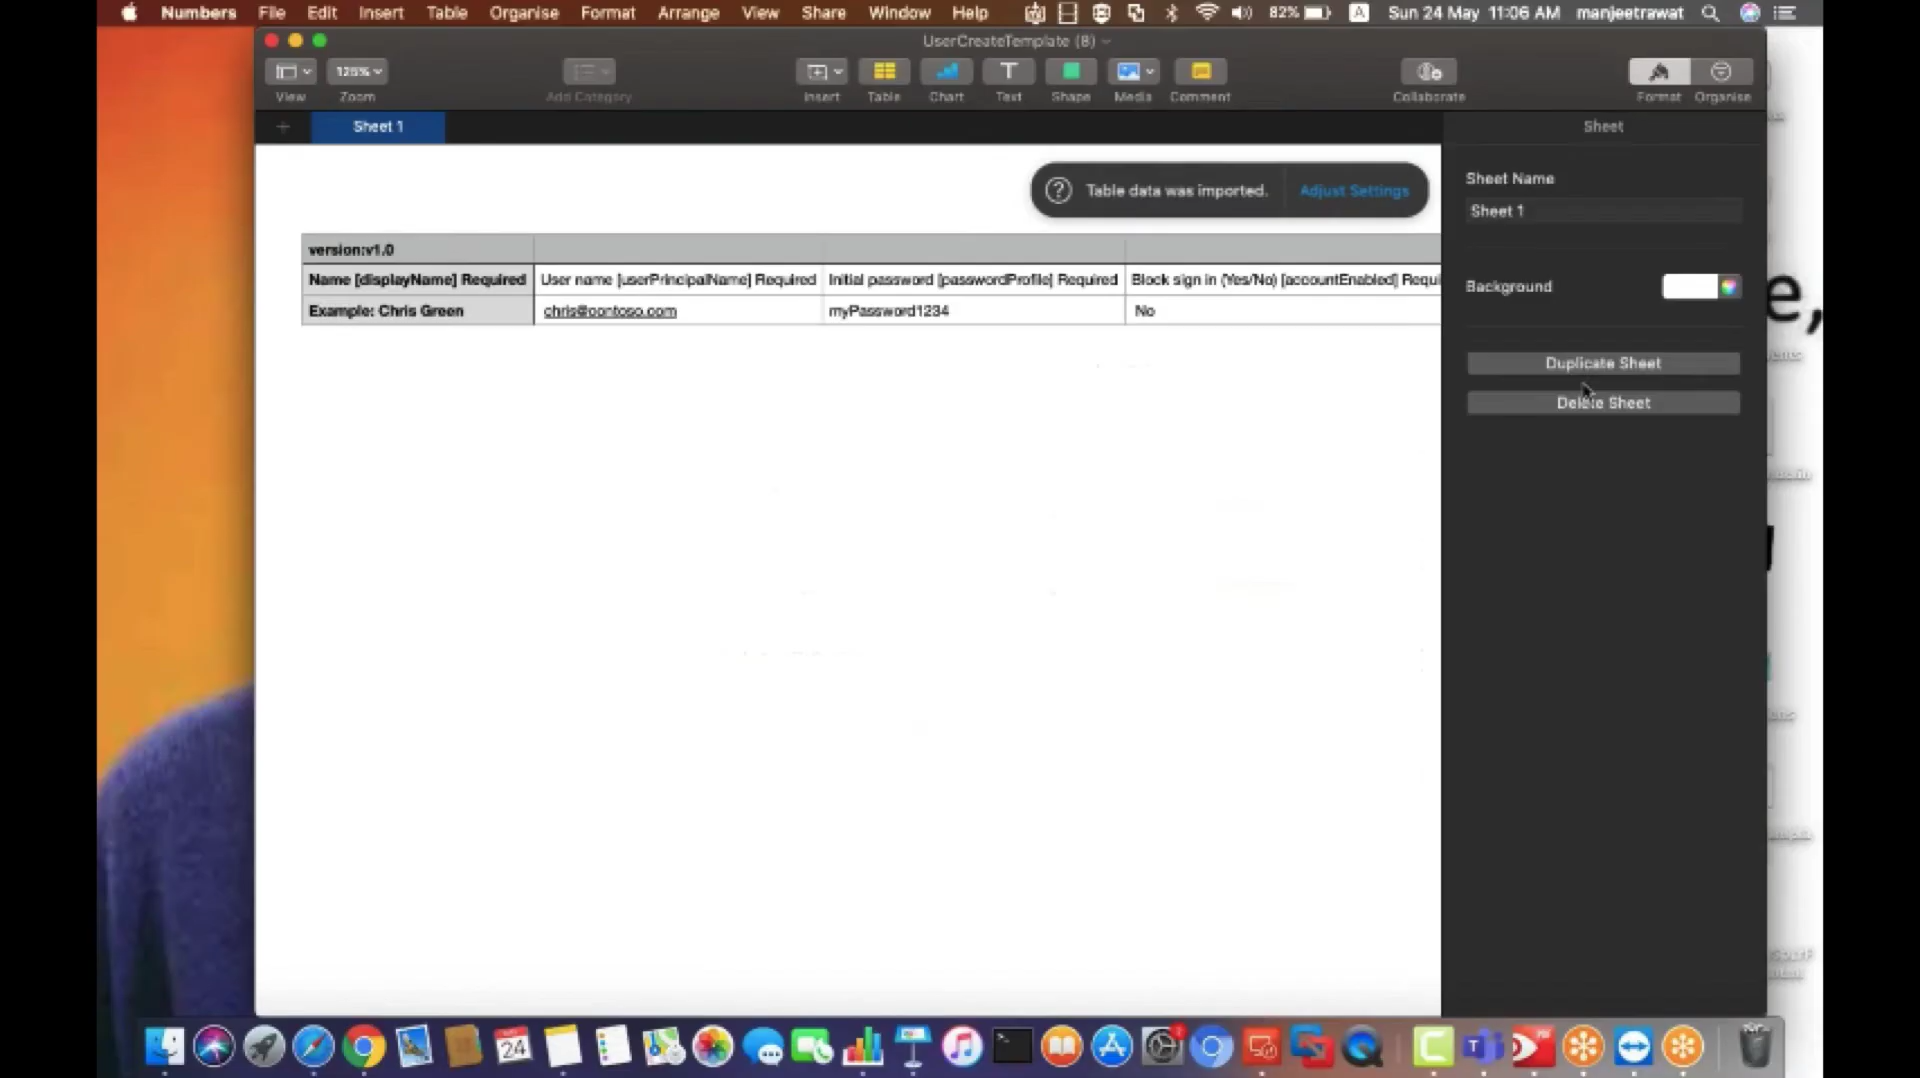 Numbers File Edit Insert Table Organise Format Arrange View Share Window Help 82% A Sun 24 May 11:06 AM manjeetrawat
UserCreateTemplate (8)
125%
View Zoom Add Category Insert Table Chart Text Shape Media Comment Collaborate Format Organise
Sheet 1
Sheet
Table data was imported. Adjust Settings
Sheet Name
Sheet 1
Background
Duplicate Sheet
Delete Sheet
version:v1.0
Name [displayName] Required User name [userPrincipalName] Required Initial password [passwordProfile] Required Block sign in (Yes/No) [accountEnabled] Requi
Example: Chris Green chris@contoso.com myPassword1234 No
e,
24